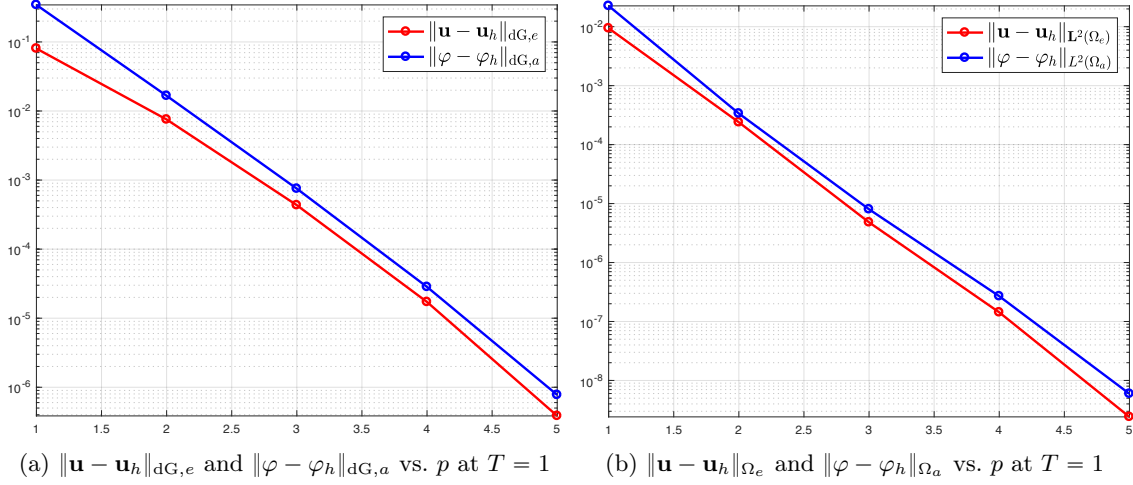 10^{-1}
10^{-2}
10^{-3}
10^{-4}
10^{-5}
10^{-6}
1 1.5 2 2.5 3 3.5 4 4.5 5
‖u − u_h‖_{dG,e}
‖φ − φ_h‖_{dG,a}
(a) ‖u − u_h‖_{dG,e} and ‖φ − φ_h‖_{dG,a} vs. p at T = 1
10^{-2}
10^{-3}
10^{-4}
10^{-5}
10^{-6}
10^{-7}
10^{-8}
1 1.5 2 2.5 3 3.5 4 4.5 5
‖u − u_h‖_{L^2(Ω_e)}
‖φ − φ_h‖_{L^2(Ω_a)}
(b) ‖u − u_h‖_{Ω_e} and ‖φ − φ_h‖_{Ω_a} vs. p at T = 1